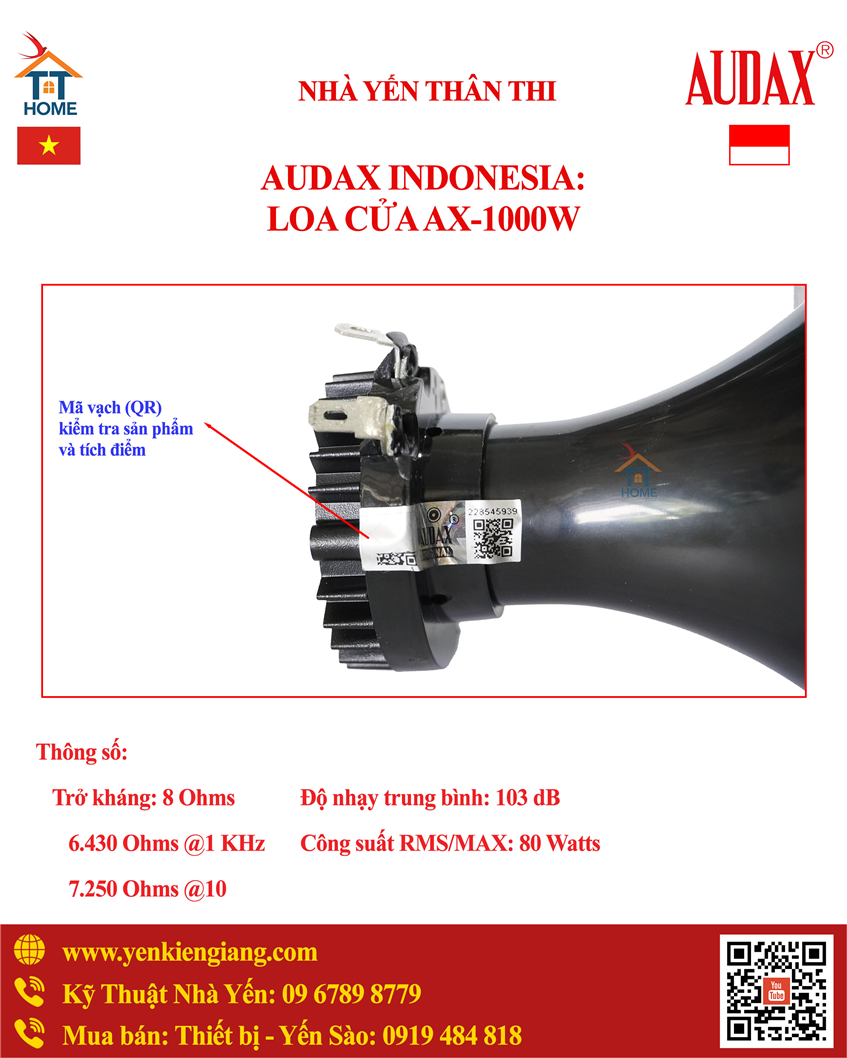 TT
HOME
NHÀ YẾN THÂN THI
AUDAX®
AUDAX INDONESIA:
LOA CỬA AX-1000W
Mã vạch (QR)
kiểm tra sản phẩm
và tích điểm
HOME
228545939
AUDAX®
Thông số:
Trở kháng: 8 Ohms
Độ nhạy trung bình: 103 dB
6.430 Ohms @1 KHz
Công suất RMS/MAX: 80 Watts
7.250 Ohms @10
www.yenkiengiang.com
Kỹ Thuật Nhà Yến: 09 6789 8779
Mua bán: Thiết bị - Yến Sào: 0919 484 818
You
Tube